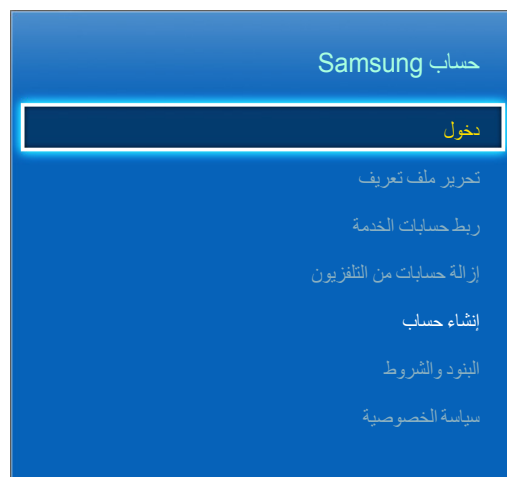 حساب Samsung
دخول
تحرير ملف تعريف
ربط حسابات الخدمة
إزالة حسابات من التلفزيون
إنشاء حساب
البنود والشروط
سياسة الخصوصية